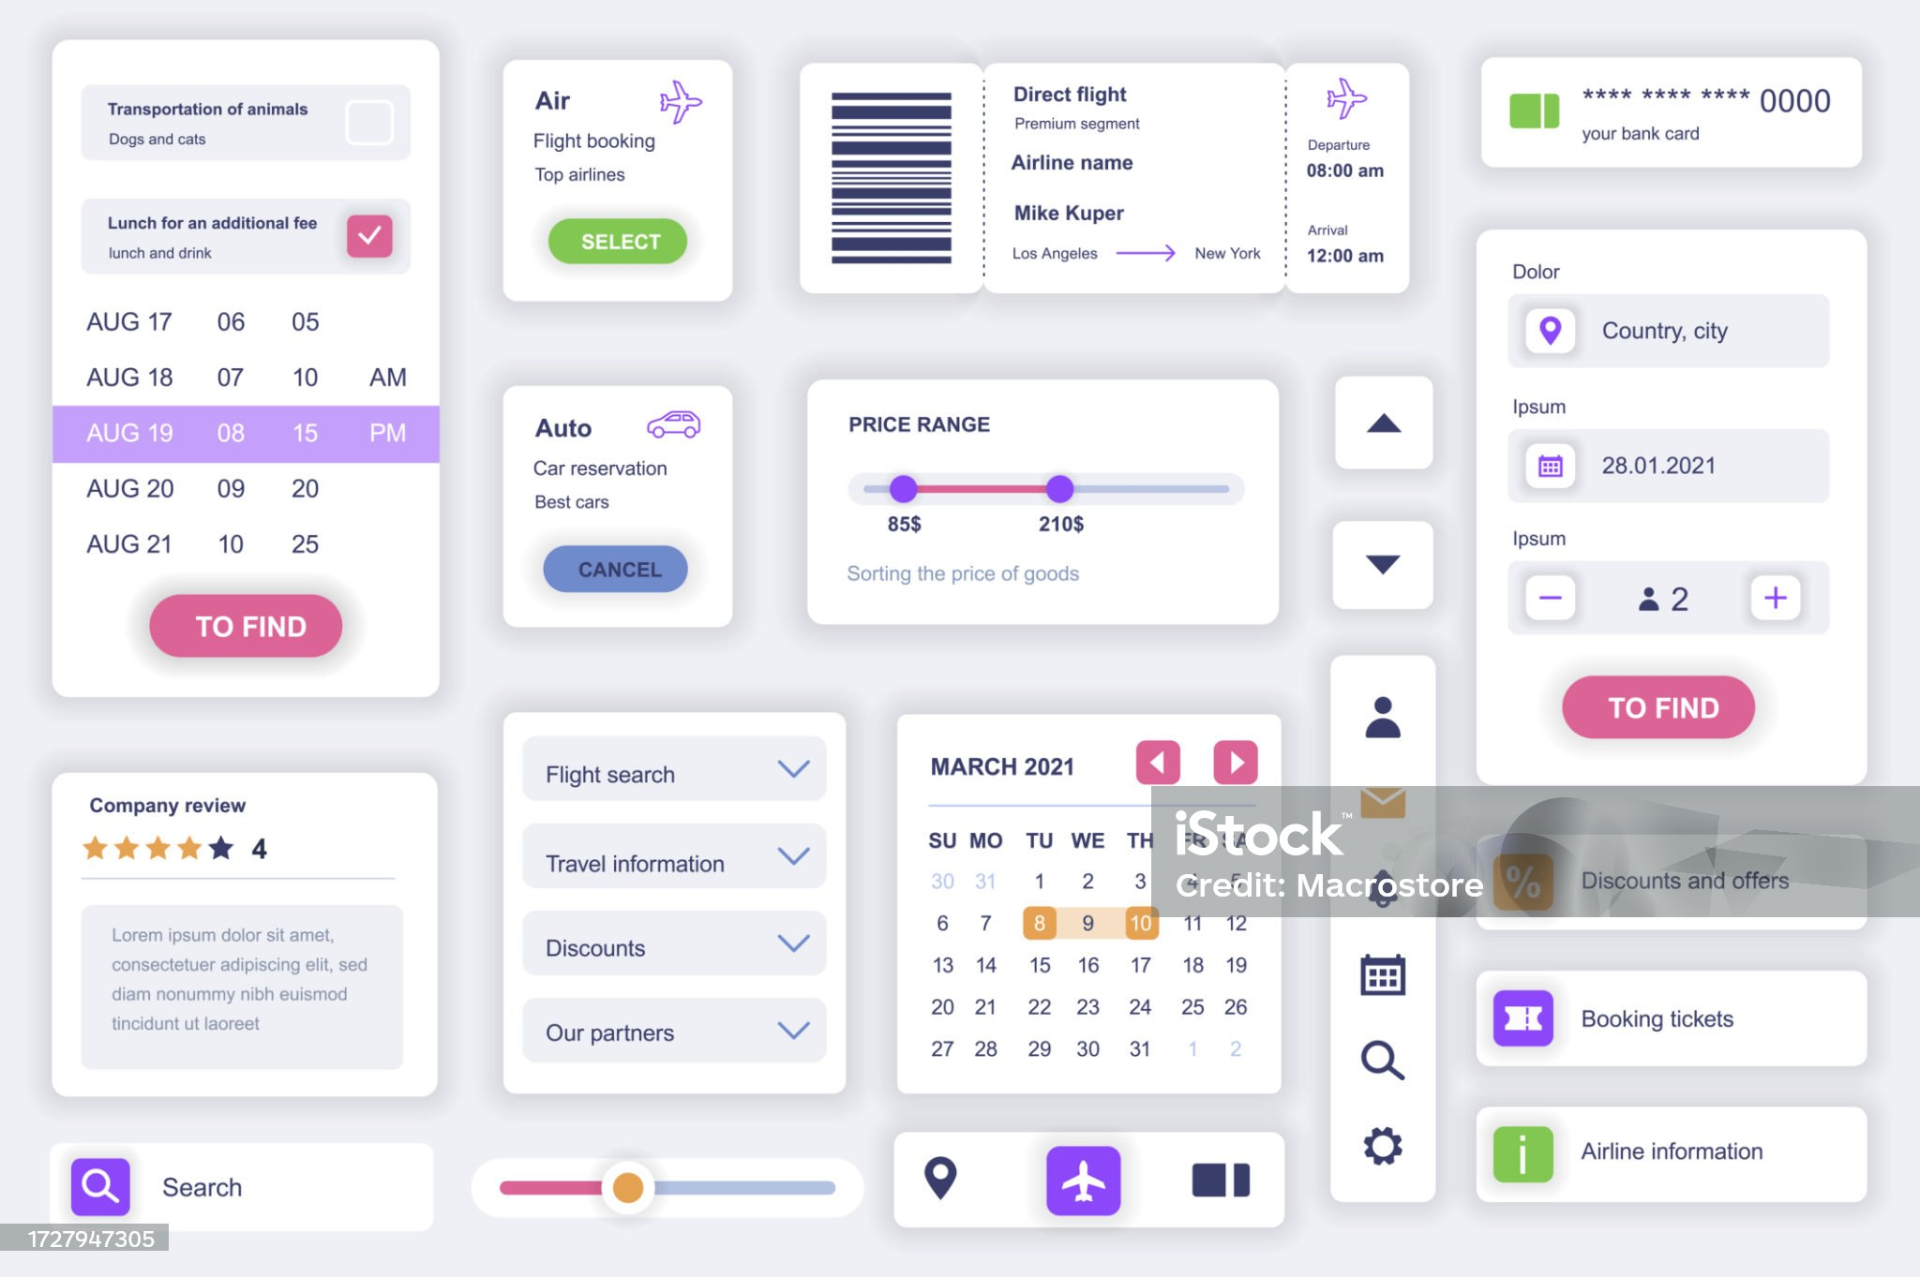 Transportation of animals
Dogs and cats
Lunch for an additional fee
lunch and drink
AUG 17 06 05
AUG 18 07 10 AM
AUG 19 08 15 PM
AUG 20 09 20
AUG 21 10 25
TO FIND
Air
Flight booking
Top airlines
SELECT
Direct flight
Premium segment
Airline name
Mike Kuper
Los Angeles New York
Departure
08:00 am
Arrival
12:00 am
**** **** **** 0000
your bank card
Auto
Car reservation
Best cars
CANCEL
PRICE RANGE
85$ 210$
Sorting the price of goods
Dolor
Country, city
Ipsum
28.01.2021
Ipsum
2
TO FIND
Company review
4
Lorem ipsum dolor sit amet,
consectetuer adipiscing elit, sed
diam nonummy nibh euismod
tincidunt ut laoreet
Flight search
Travel information
Discounts
Our partners
MARCH 2021
SU MO TU WE TH FR SA
30 31 1 2 3 4 5
6 7 8 9 10 11 12
13 14 15 16 17 18 19
20 21 22 23 24 25 26
27 28 29 30 31 1 2
iStock™
Credit: Macrostore
% Discounts and offers
Booking tickets
i Airline information
Search
1727947305